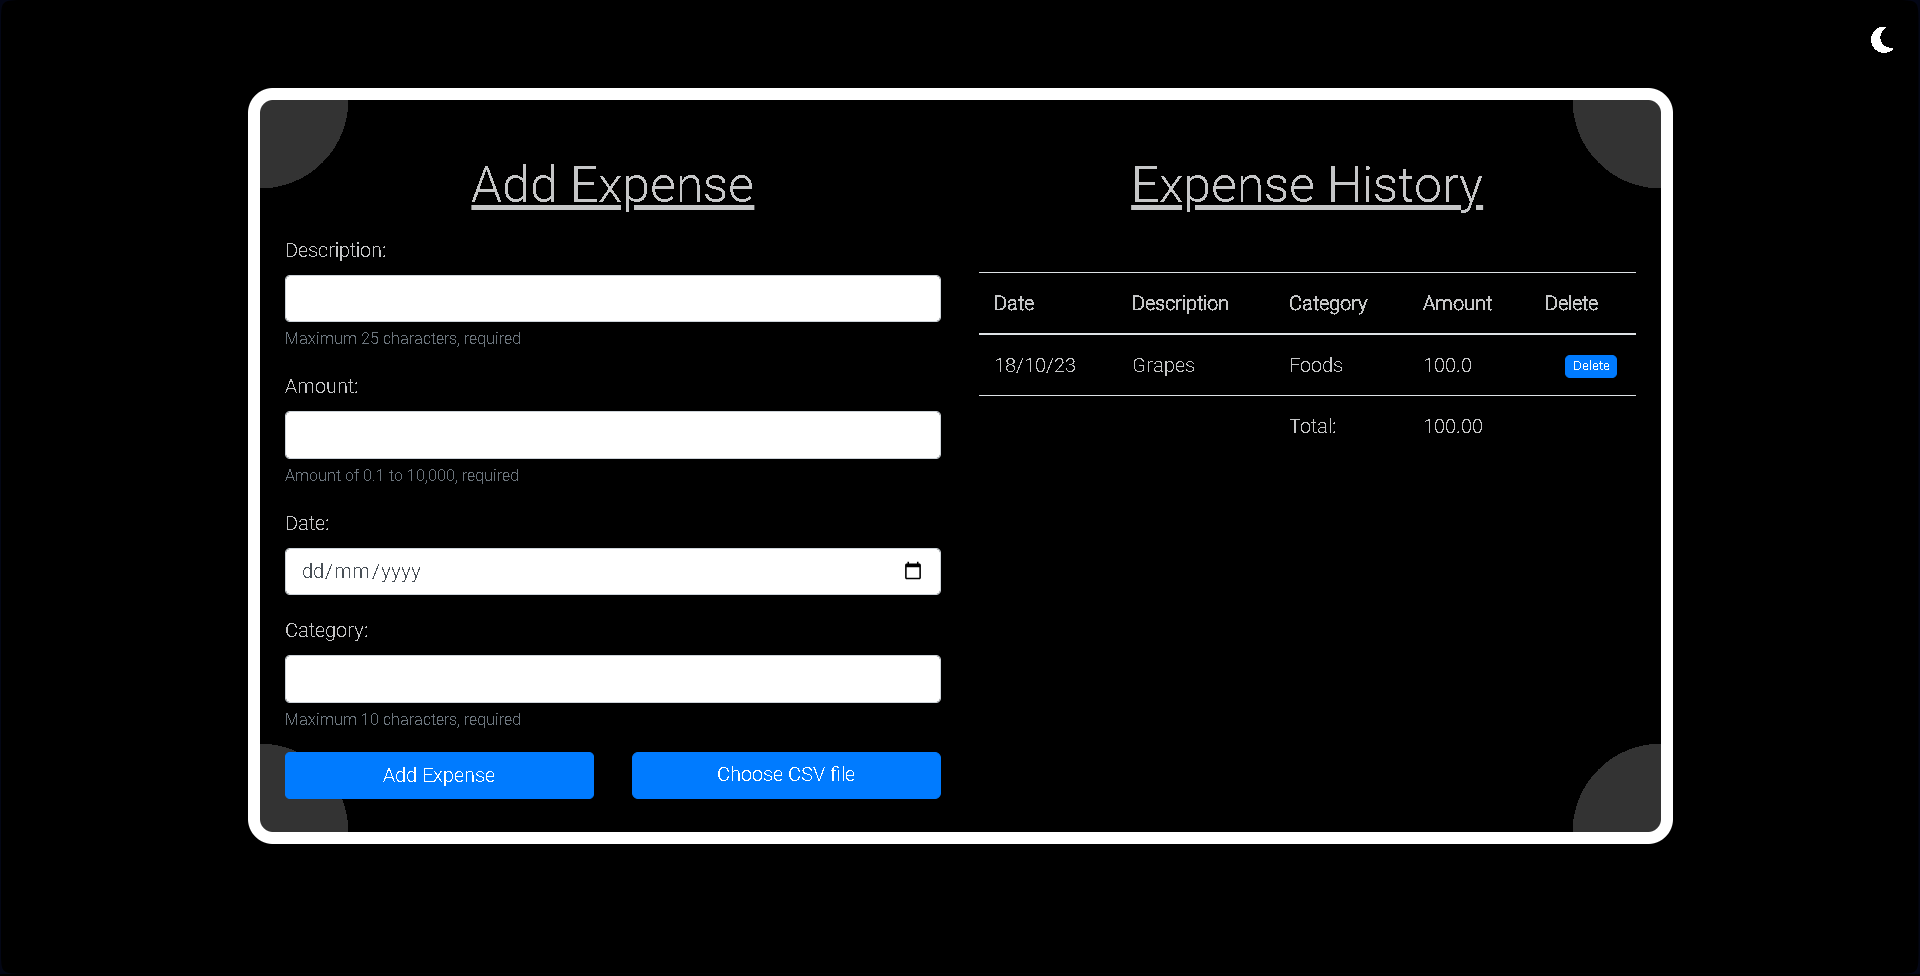 Add Expense
Description:
Maximum 25 characters, required
Amount:
Amount of 0.1 to 10,000, required
Date:
dd/mm/yyyy
Category:
Maximum 10 characters, required
Add Expense Choose CSV file
Expense History
Date Description Category Amount Delete
18/10/23 Grapes Foods 100.0 Delete
Total: 100.00